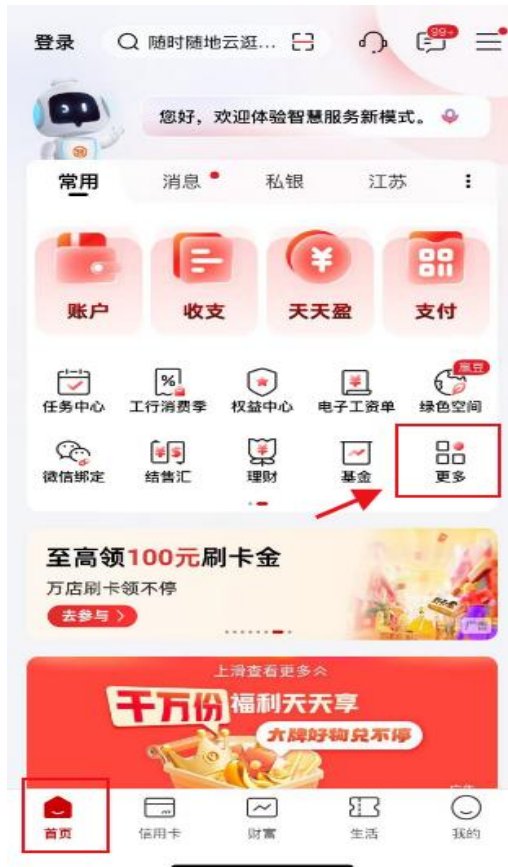 登录 随时随地云逛... 99+
您好，欢迎体验智慧服务新模式。
常用 消息 私银 江苏
账户 收支 天天盈 支付
赢豆
任务中心 工行消费季 权益中心 电子工资单 绿色空间
微信绑定 结售汇 理财 基金 更多
至高领100元刷卡金
万店刷卡领不停
去参与
广告
上滑查看更多
千万份福利天天享
大牌好物兑不停
广告
首页 信用卡 财富 生活 我的